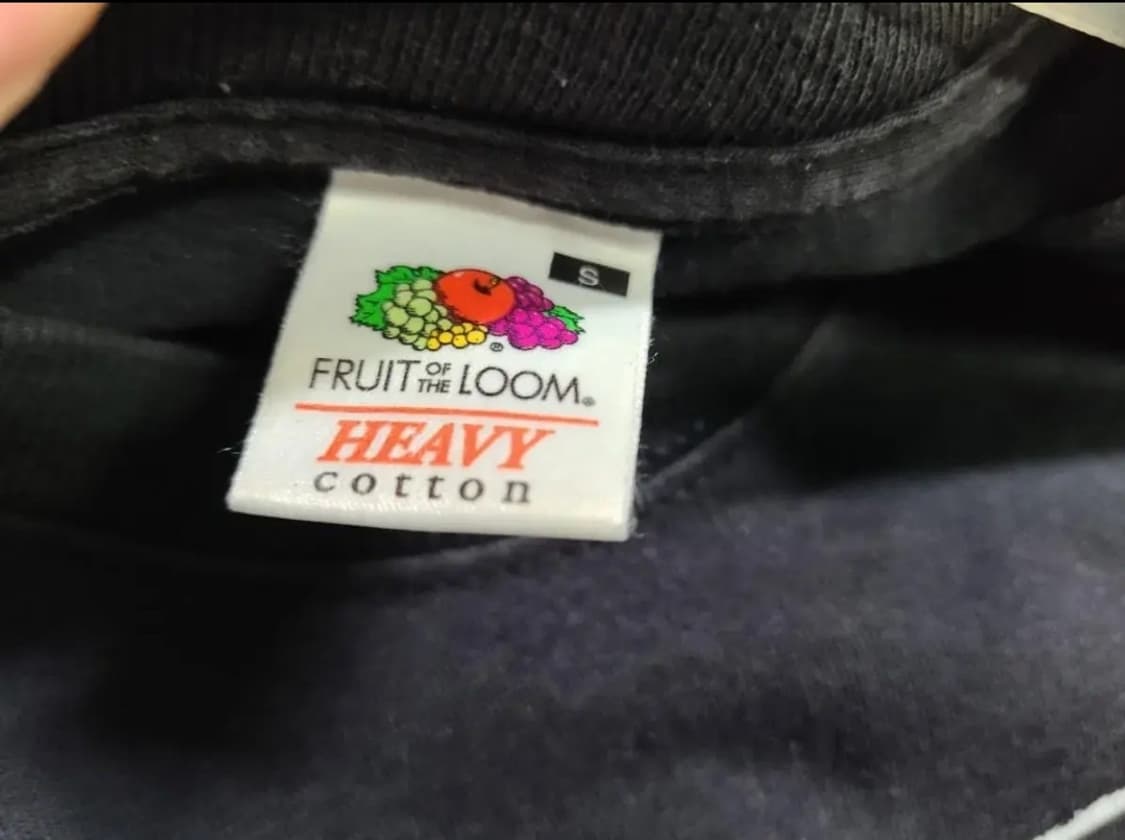 S
FRUIT OF THE LOOM®
HEAVY
cotton